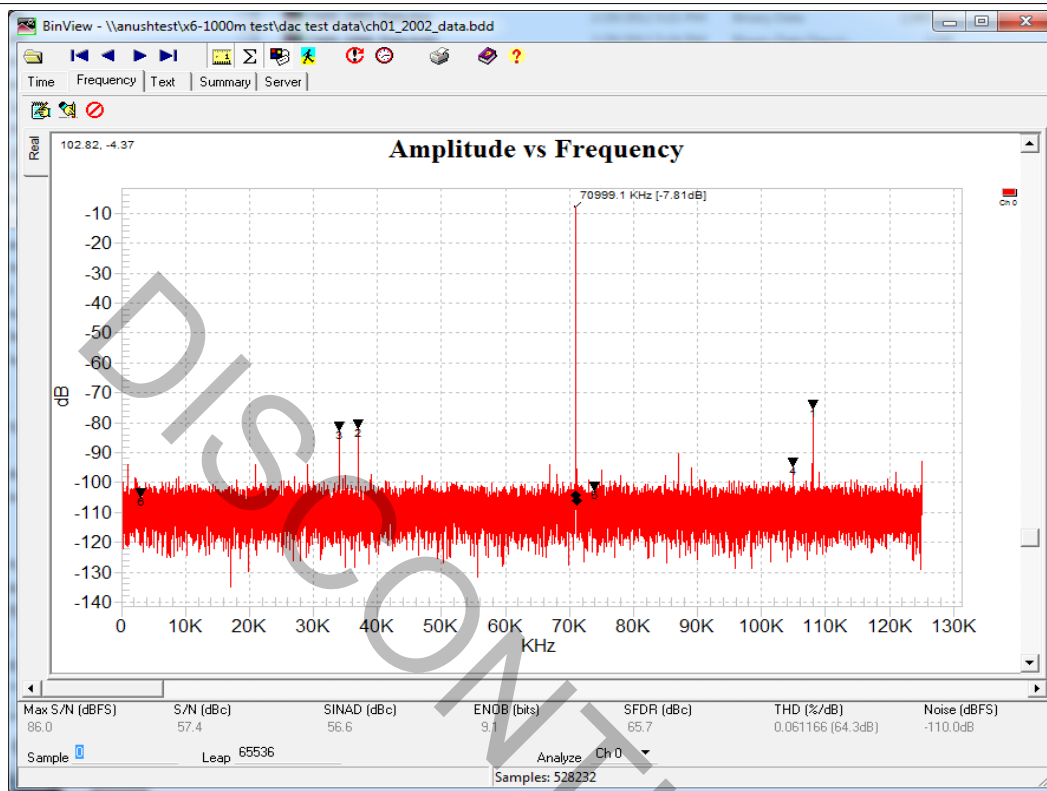 BinView - \\anushtest\x6-1000m test\dac test data\ch01_2002_data.bdd
Time Frequency Text Summary Server
Real
102.82, -4.37
Amplitude vs Frequency
70999.1 KHz [-7.81dB]
Ch 0
-10
-20
-30
-40
-50
-60
-70
-80
-90
-100
-110
-120
-130
-140
dB
3 2 4
0 10K 20K 30K 40K 50K 60K 70K 80K 90K 100K 110K 120K 130K
KHz
Max S/N (dBFS) S/N (dBc) SINAD (dBc) ENOB (bits) SFDR (dBc) THD (%/dB) Noise (dBFS)
86.0 57.4 56.6 9.1 65.7 0.061166 (64.3dB) -110.0dB
Sample 0 Leap 65536 Analyze Ch 0
Samples: 528232
DISCONT